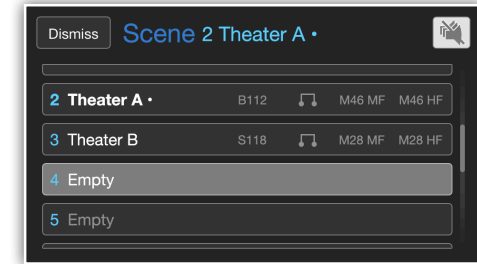 Dismiss Scene 2 Theater A •
2 Theater A • B112 M46 MF M46 HF
3 Theater B S118 M28 MF M28 HF
4 Empty
5 Empty